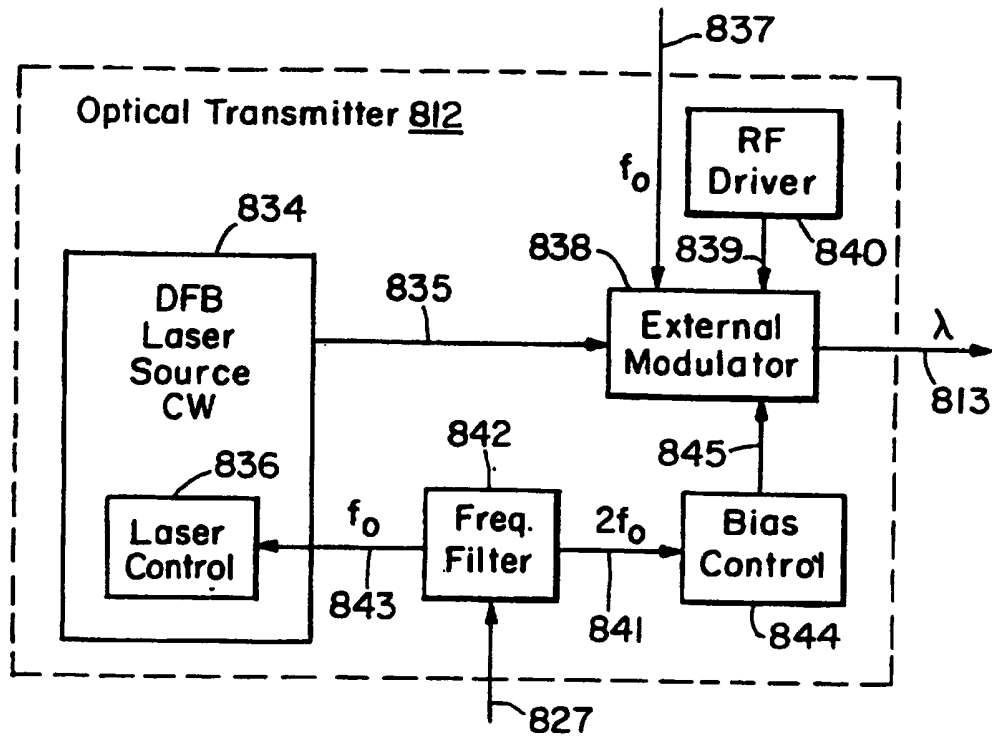 837
Optical Transmitter 812
RF
Driver
f₀
834
838
839
840
DFB
Laser
Source
CW
835
External
Modulator
λ
813
842
845
836
Laser
Control
f₀
843
Freq.
Filter
2f₀
841
Bias
Control
844
827